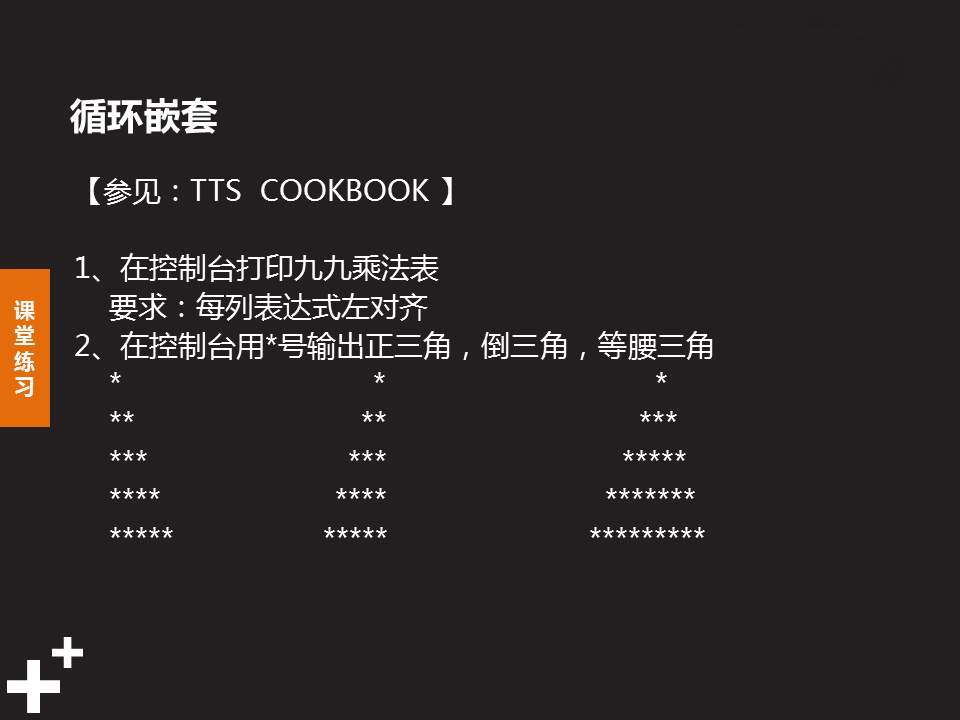 循环嵌套
【参见：TTS COOKBOOK 】
1、在控制台打印九九乘法表
要求：每列表达式左对齐
2、在控制台用*号输出正三角，倒三角，等腰三角
* * *
** ** ***
*** *** *****
**** **** *******
***** ***** *********
课堂练习